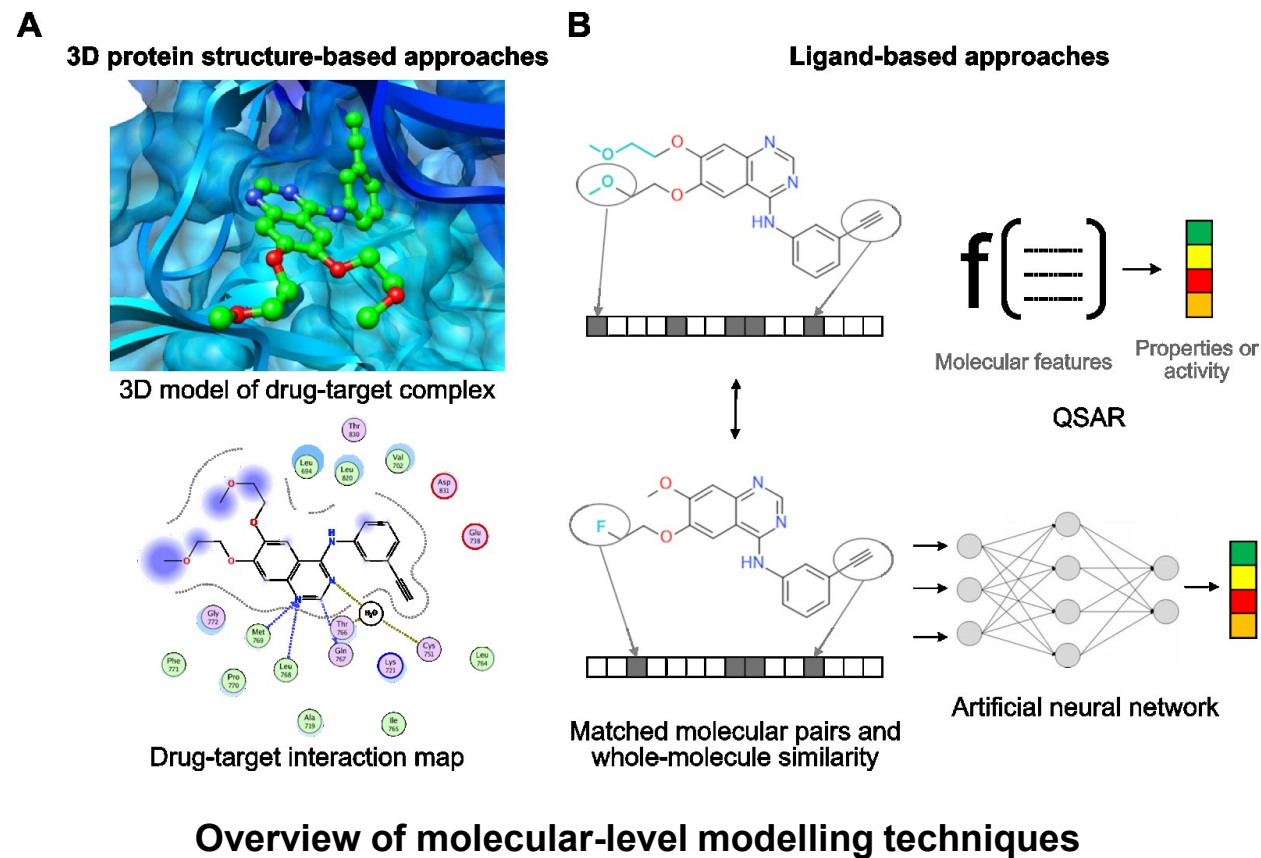 A
3D protein structure-based approaches
3D model of drug-target complex
Thr
830
Leu
694
Leu
820
Val
702
Asp
831
Glu
738
O
O
O
O
H
N
N
N
H₂O
Gly
772
Met
769
Thr
766
Gln
767
Cys
751
Phe
771
Pro
770
Leu
768
Lys
721
Leu
764
Ala
719
Ile
765
Drug-target interaction map
B
Ligand-based approaches
O
O
N
O
O
N
HN
f
Molecular features
Properties or
activity
QSAR
O
N
F
O
N
HN
Matched molecular pairs and
whole-molecule similarity
Artificial neural network
Overview of molecular-level modelling techniques